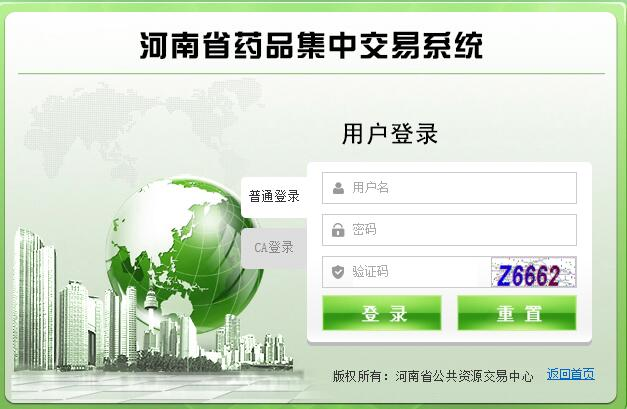 河南省药品集中交易系统
用户登录
普通登录
用户名
密码
CA登录
验证码
Z6662
登 录
重 置
版权所有：河南省公共资源交易中心 返回首页